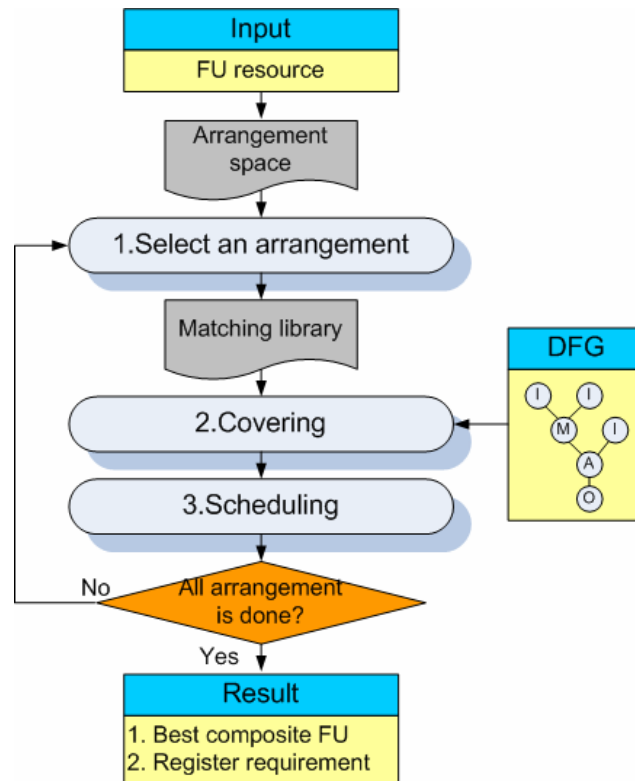 Input
FU resource
Arrangement
space
1.Select an arrangement
Matching library
DFG
I I
M I
A
O
2.Covering
3.Scheduling
No
All arrangement
is done?
Yes
Result
1. Best composite FU
2. Register requirement